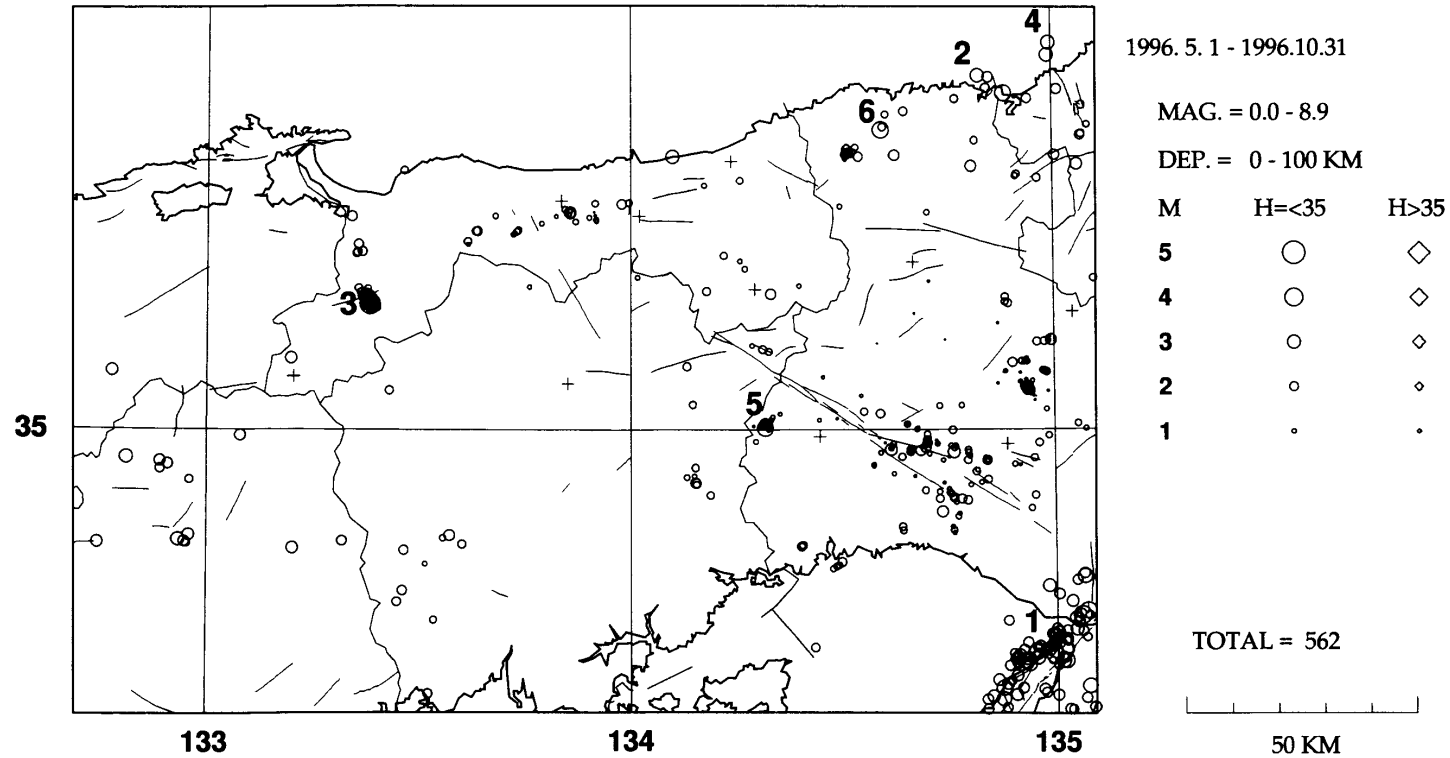 4
2
6
3
5
1
35
133
134
135
1996. 5. 1 - 1996.10.31
MAG. = 0.0 - 8.9
DEP. = 0 - 100 KM
M H=<35 H>35
5
4
3
2
1
TOTAL = 562
50 KM